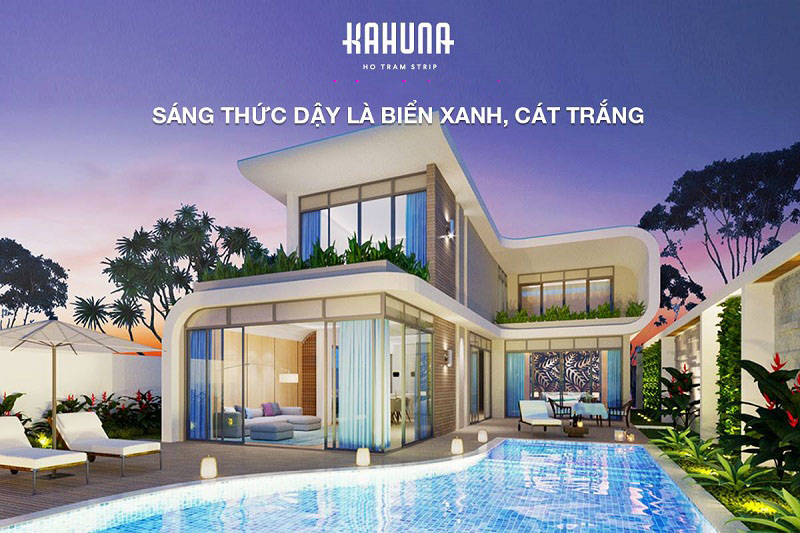 KAHUNA
HO TRAM STRIP
SÁNG THỨC DẬY LÀ BIỂN XANH, CÁT TRẮNG